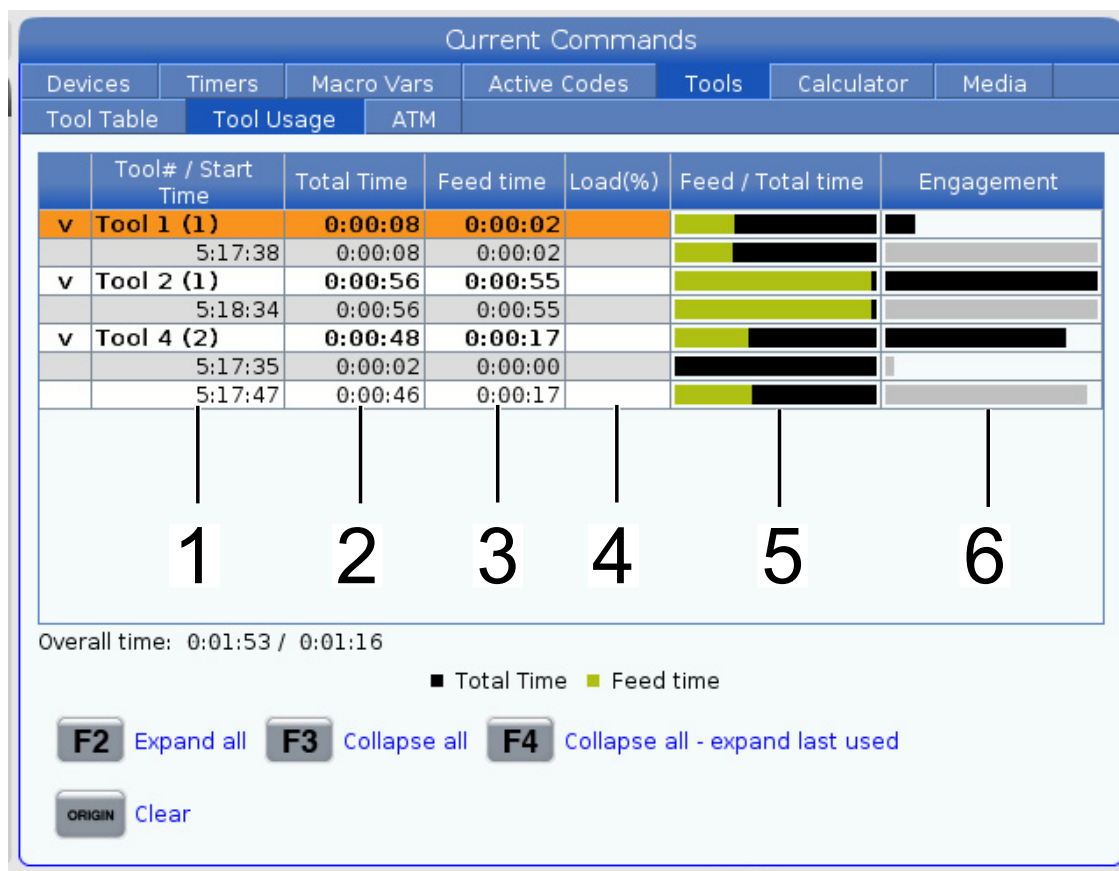 Current Commands
Devices Timers Macro Vars Active Codes Tools Calculator Media
Tool Table Tool Usage ATM
Tool# / Start Time Total Time Feed time Load(%) Feed / Total time Engagement
v Tool 1 (1) 0:00:08 0:00:02
5:17:38 0:00:08 0:00:02
v Tool 2 (1) 0:00:56 0:00:55
5:18:34 0:00:56 0:00:55
v Tool 4 (2) 0:00:48 0:00:17
5:17:35 0:00:02 0:00:00
5:17:47 0:00:46 0:00:17
1 2 3 4 5 6
Overall time: 0:01:53 / 0:01:16
Total Time Feed time
F2 Expand all F3 Collapse all F4 Collapse all - expand last used
ORIGIN Clear